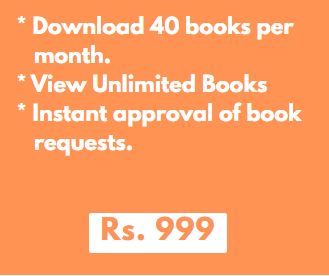 * Download 40 books per
month.
* View Unlimited Books
* Instant approval of book
requests.
Rs. 999